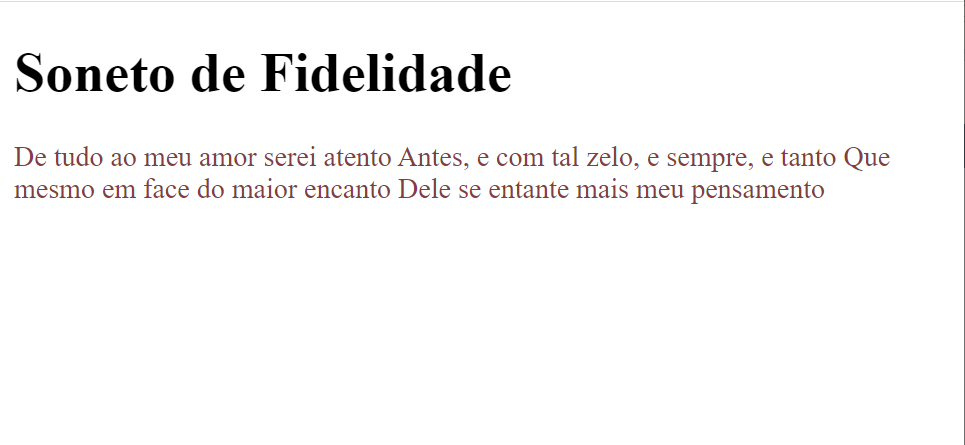 Soneto de Fidelidade
De tudo ao meu amor serei atento Antes, e com tal zelo, e sempre, e tanto Que
mesmo em face do maior encanto Dele se entante mais meu pensamento